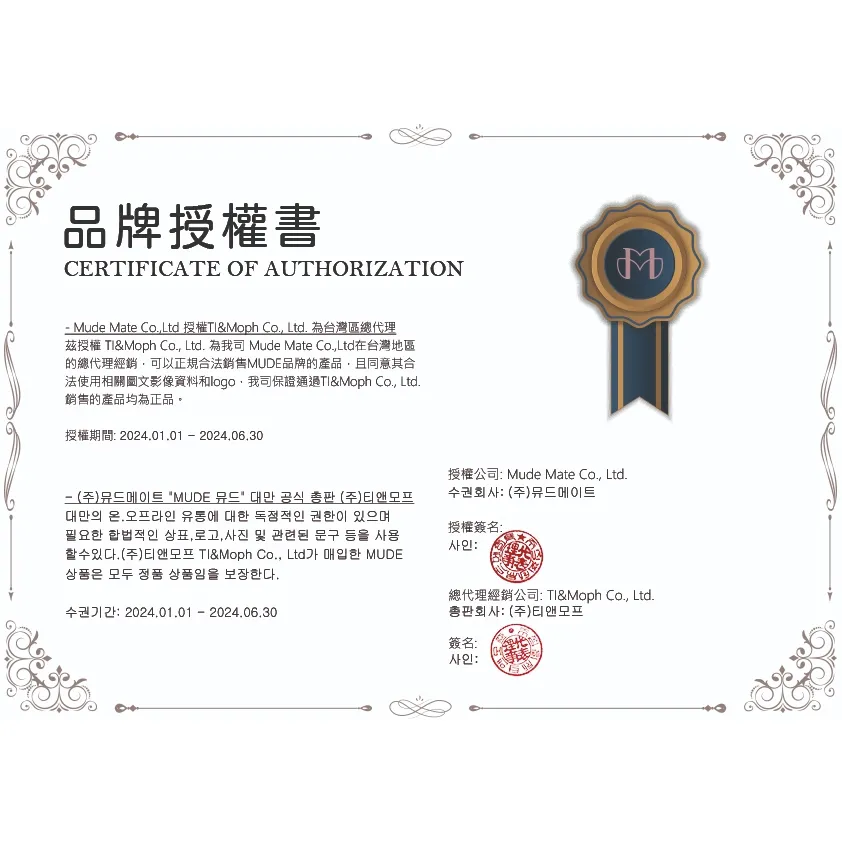 品牌授權書
CERTIFICATE OF AUTHORIZATION
- Mude Mate Co.,Ltd 授權TI&Moph Co., Ltd. 為台灣區總代理
茲授權 TI&Moph Co., Ltd. 為我司 Mude Mate Co.,Ltd在台灣地區
的總代理經銷，可以正規合法銷售MUDE品牌的產品，且同意其合
法使用相關圖文影像資料和logo，我司保證通過TI&Moph Co., Ltd.
銷售的產品均為正品。
授權期間: 2024.01.01 – 2024.06.30
– (주)뮤드메이트 "MUDE 뮤드" 대만 공식 총판 (주)티앤모프
대만의 온.오프라인 유통에 대한 독점적인 권한이 있으며
필요한 합법적인 상표,로고,사진 및 관련된 문구 등을 사용
할수있다.(주)티앤모프 TI&Moph Co., Ltd가 매입한 MUDE
상품은 모두 정품 상품임을 보장한다.
수권기간: 2024.01.01 – 2024.06.30
授權公司: Mude Mate Co., Ltd.
수권회사: (주)뮤드메이트
授權簽名:
사인:
總代理經銷公司: TI&Moph Co., Ltd.
총판회사: (주)티앤모프
簽名:
사인: